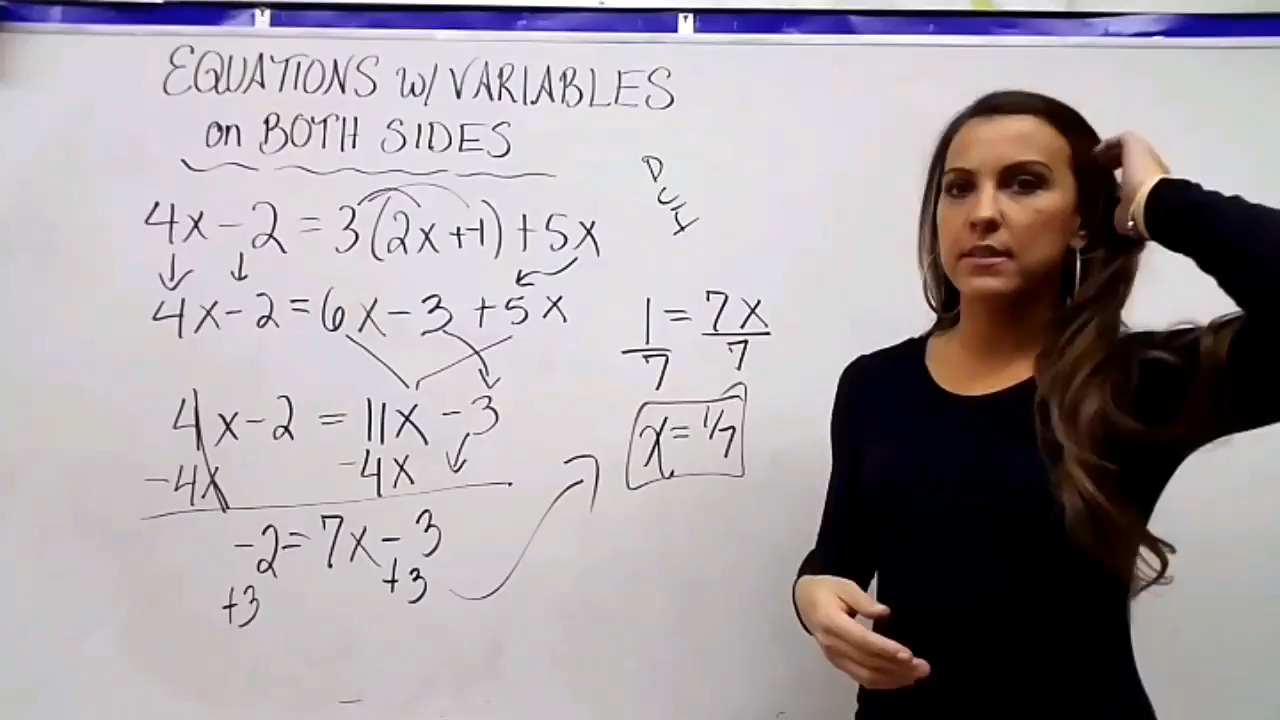 EQUATIONS w/ VARIABLES
on BOTH SIDES
4x - 2 = 3(2x + -1) + 5x
4x - 2 = 6x - 3 + 5x
4x - 2 = 11x - 3
-4x -4x
-2 = 7x - 3
+3 +3
1 = 7x
7 7
x = 1/7